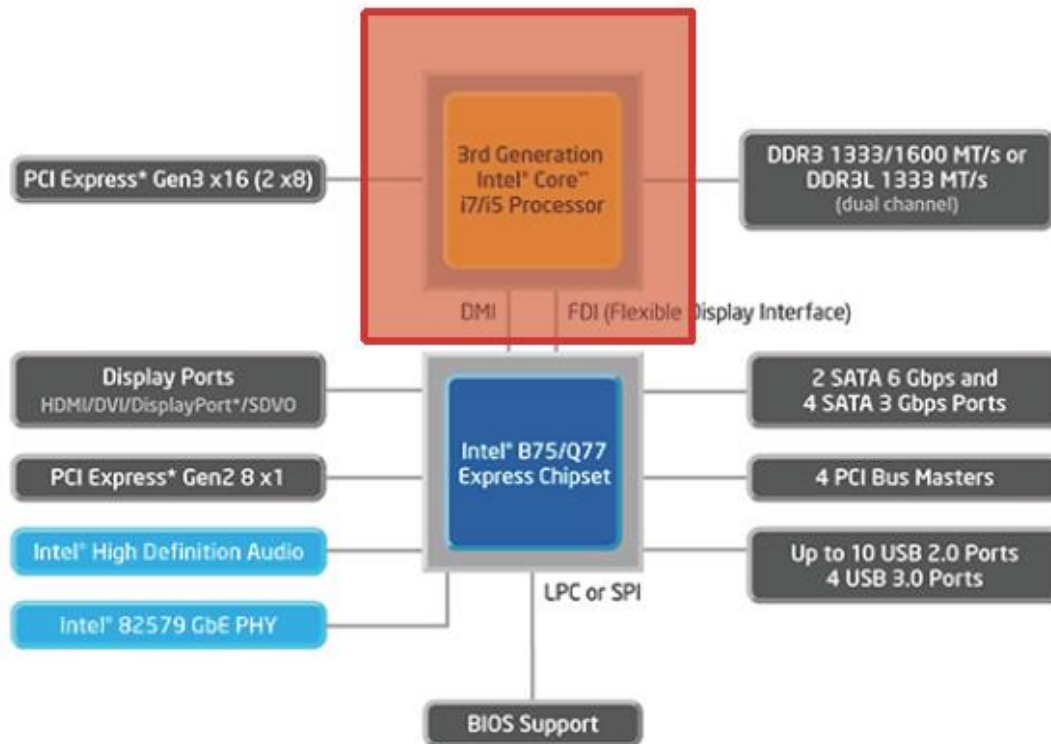 3rd Generation
Intel® Core™
i7/i5 Processor
PCI Express* Gen3 x16 (2 x8)
DDR3 1333/1600 MT/s or
DDR3L 1333 MT/s
(dual channel)
DMI
FDI (Flexible Display Interface)
Display Ports
HDMI/DVI/DisplayPort*/SDVO
2 SATA 6 Gbps and
4 SATA 3 Gbps Ports
Intel® B75/Q77
Express Chipset
PCI Express* Gen2 8 x1
4 PCI Bus Masters
Intel® High Definition Audio
Up to 10 USB 2.0 Ports
4 USB 3.0 Ports
LPC or SPI
Intel® 82579 GbE PHY
BIOS Support